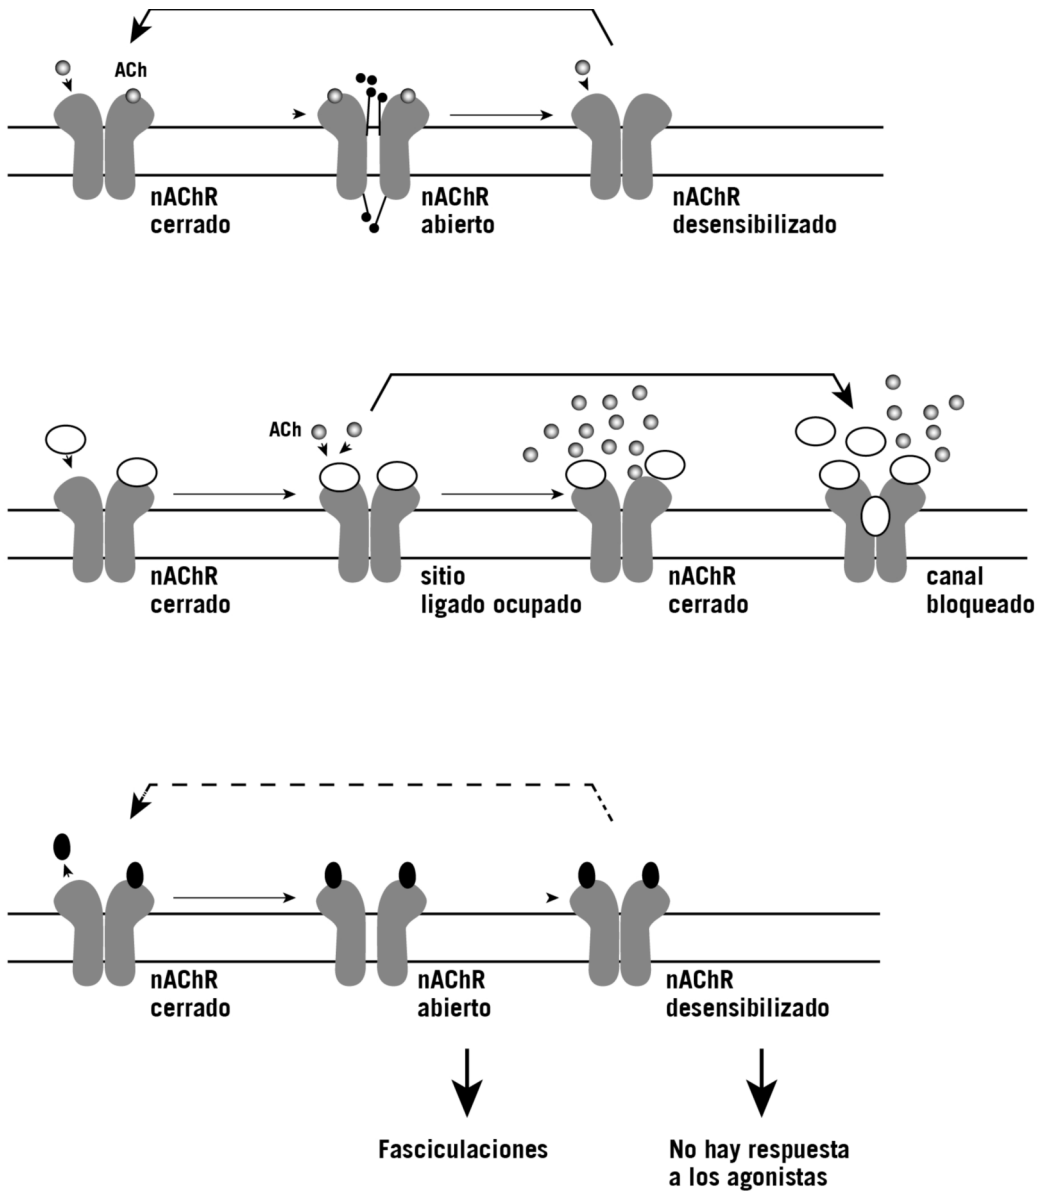 ACh
nAChR
cerrado
nAChR
abierto
nAChR
desensibilizado
ACh
nAChR
cerrado
sitio
ligado ocupado
nAChR
cerrado
canal
bloqueado
nAChR
cerrado
nAChR
abierto
nAChR
desensibilizado
Fasciculaciones
No hay respuesta
a los agonistas